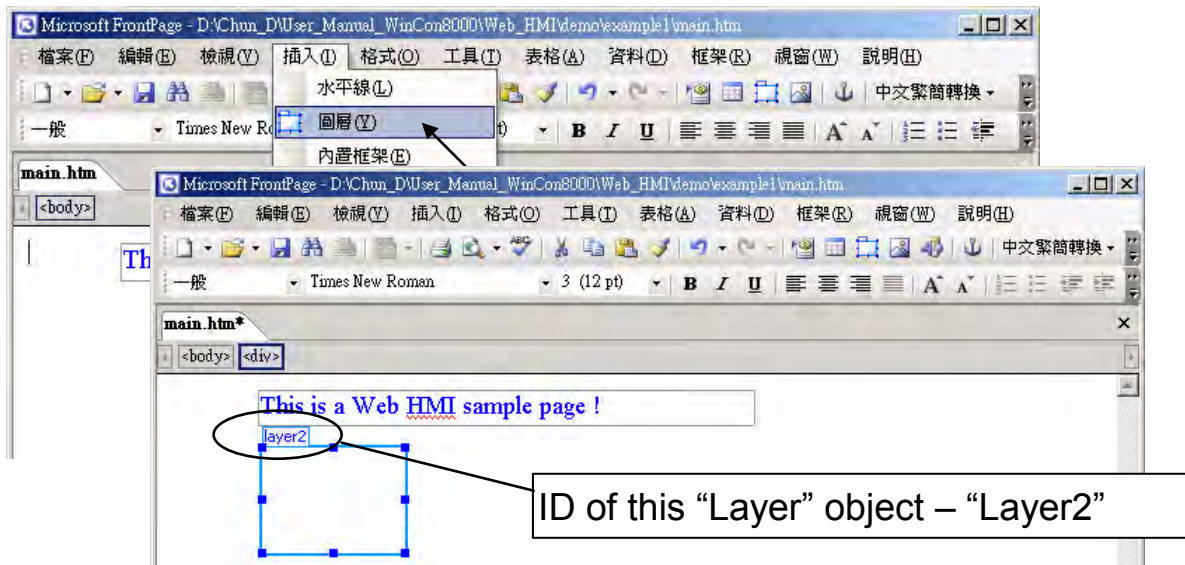 Microsoft FrontPage - D:\Chun_D\User_Manual_WinCon8000\Web_HMI\demo\example1\main.htm
檔案(F) 編輯(E) 檢視(V) 插入(I) 格式(O) 工具(T) 表格(A) 資料(D) 框架(R) 視窗(W) 說明(H)
水平線(L)
中文繁簡轉換
一般 Times New
圖層(Y)
B I U A A
內置框架(E)
main.htm
<body>
Th
Microsoft FrontPage - D:\Chun_D\User_Manual_WinCon8000\Web_HMI\demo\example1\main.htm
檔案(F) 編輯(E) 檢視(V) 插入(I) 格式(O) 工具(T) 表格(A) 資料(D) 框架(R) 視窗(W) 說明(H)
ABC 中文繁簡轉換
一般 Times New Roman 3 (12 pt) B I U A A
main.htm*
<body> <div>
This is a Web HMI sample page !
layer2
ID of this “Layer” object – “Layer2”